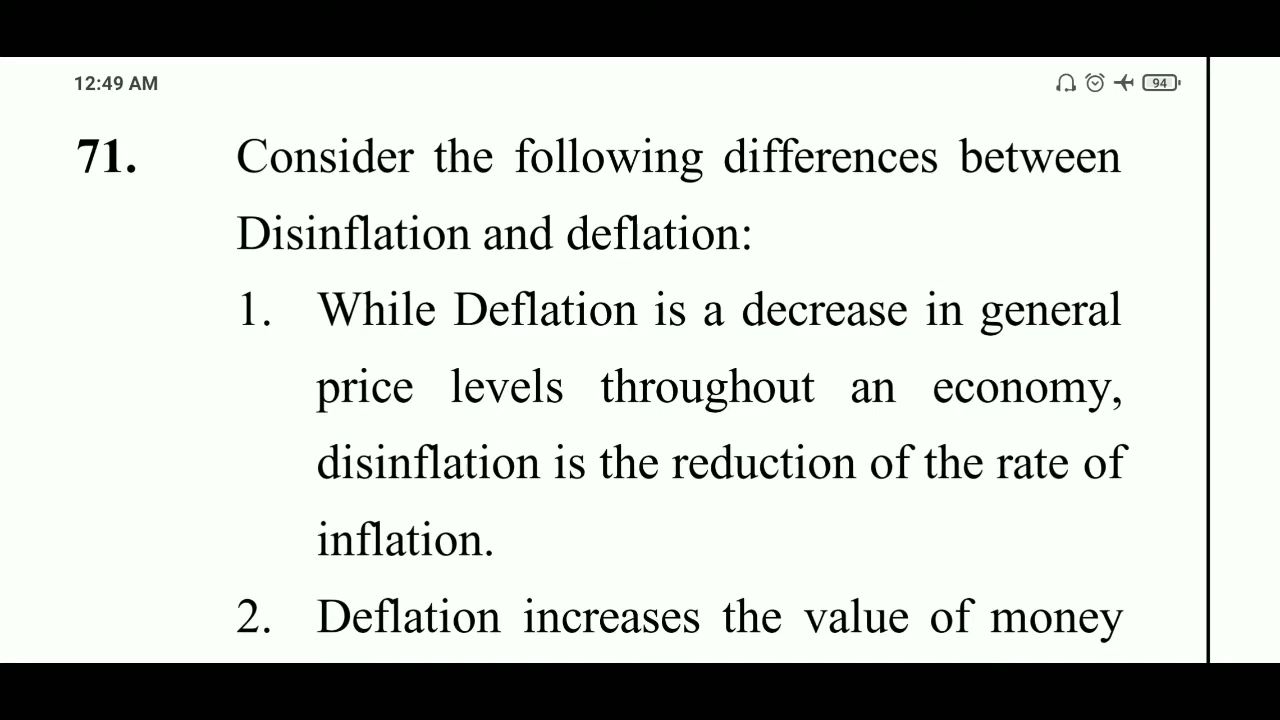 12:49 AM 94
71. Consider the following differences between
Disinflation and deflation:
1. While Deflation is a decrease in general
price levels throughout an economy,
disinflation is the reduction of the rate of
inflation.
2. Deflation increases the value of money